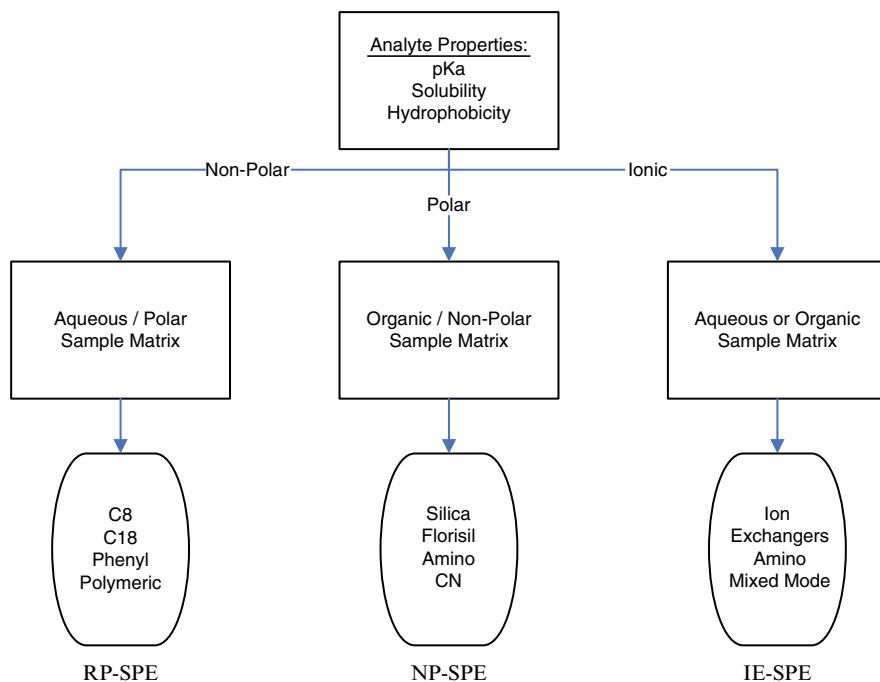 Analyte Properties:
pKa
Solubility
Hydrophobicity
Non-Polar
Polar
Ionic
Aqueous / Polar
Sample Matrix
Organic / Non-Polar
Sample Matrix
Aqueous or Organic
Sample Matrix
C8
C18
Phenyl
Polymeric
Silica
Florisil
Amino
CN
Ion
Exchangers
Amino
Mixed Mode
RP-SPE
NP-SPE
IE-SPE